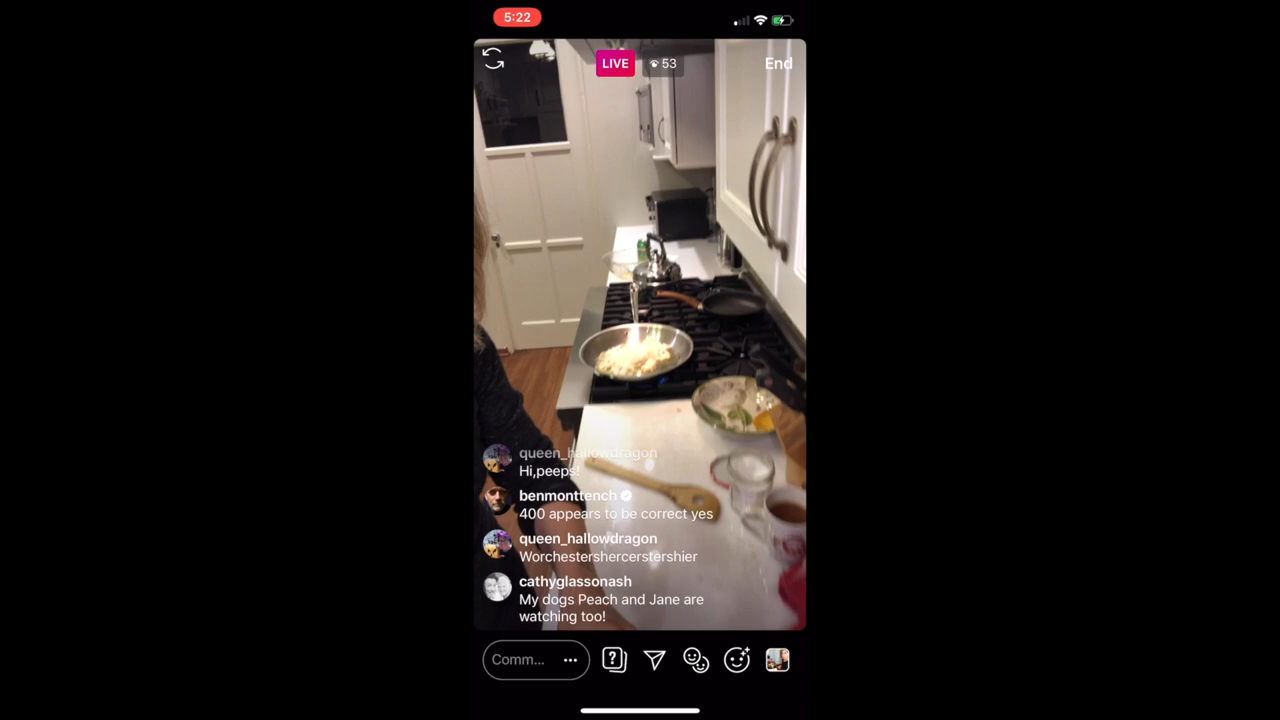 5:22
LIVE
53
End
queen_hallowdragon
Hi,peeps!
benmonttench
400 appears to be correct yes
queen_hallowdragon
Worchestershercerstershier
cathyglassonash
My dogs Peach and Jane are
watching too!
Comm...